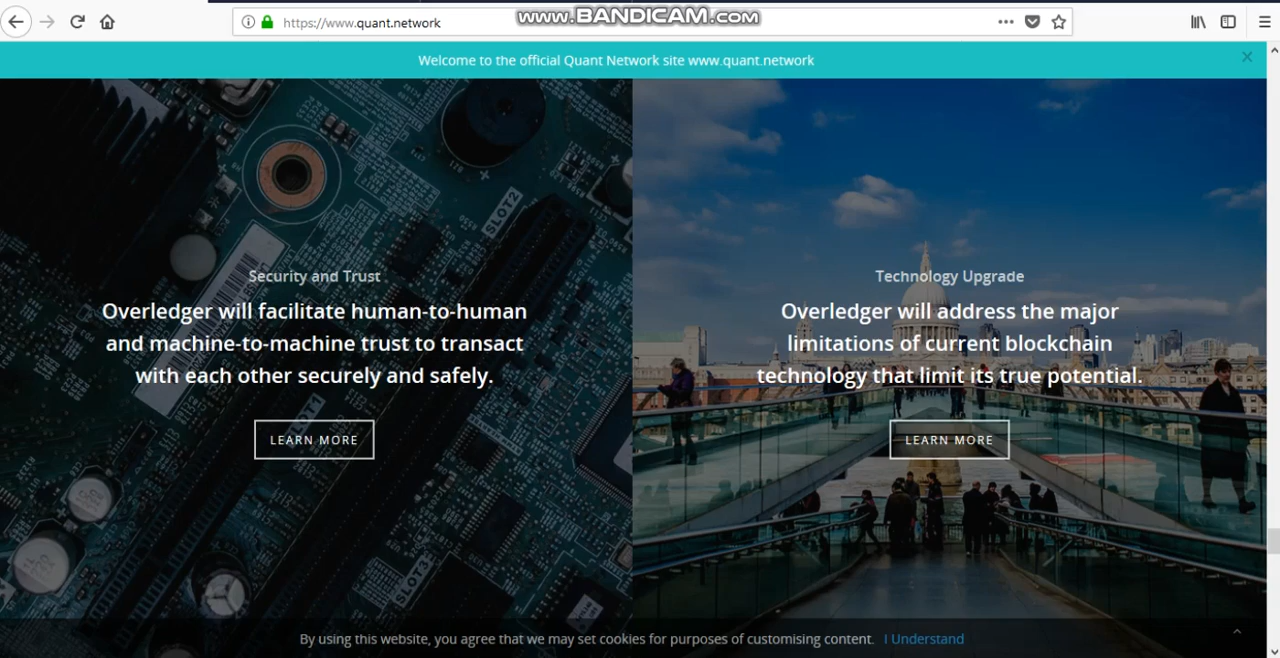 https://www.quant.network
www.BANDICAM.com
Welcome to the official Quant Network site www.quant.network
Security and Trust
Overledger will facilitate human-to-human
and machine-to-machine trust to transact
with each other securely and safely.
LEARN MORE
Technology Upgrade
Overledger will address the major
limitations of current blockchain
technology that limit its true potential.
LEARN MORE
SLOT2
SLOT1
SLOT3
By using this website, you agree that we may set cookies for purposes of customising content. I Understand